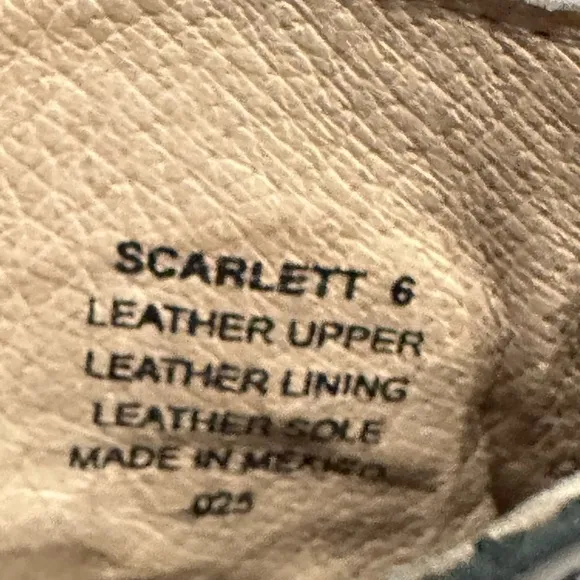 SCARLETT 6
LEATHER UPPER
LEATHER LINING
LEATHER SOLE
MADE IN MEXICO
025